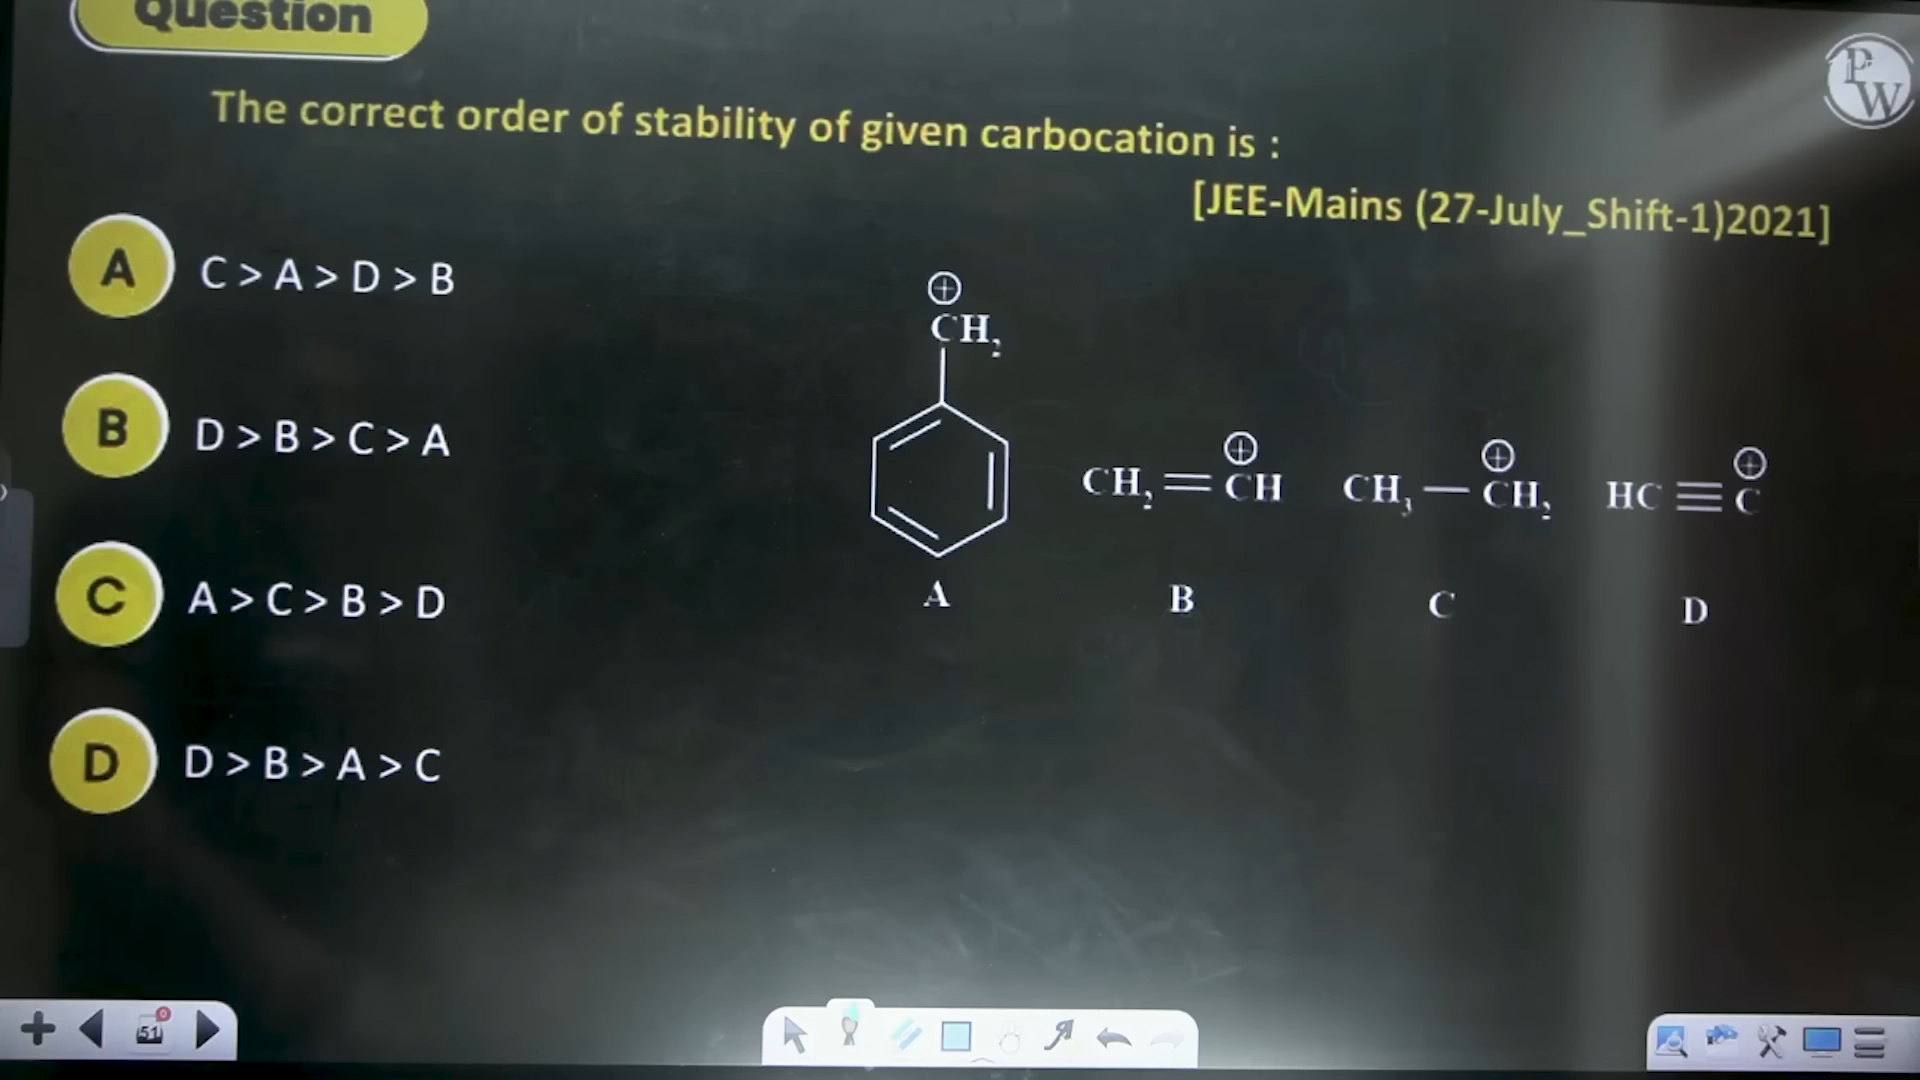 Question
PW
The correct order of stability of given carbocation is :
[JEE-Mains (27-July_Shift-1)2021]
A C > A > D > B
B D > B > C > A
C A > C > B > D
D D > B > A > C
⊕
CH₂
⊕ ⊕ ⊕
CH₂ = CH CH₃ — CH₂ HC ≡ C
A B C D
51 0